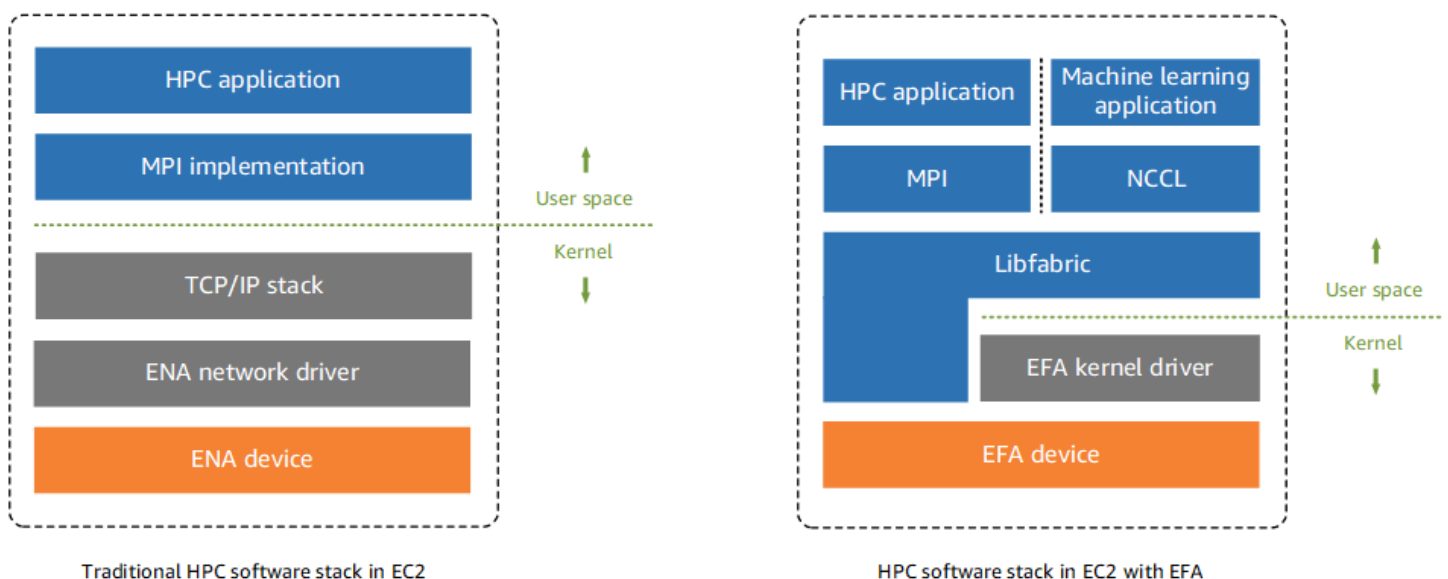 HPC application
MPI implementation
User space
Kernel
TCP/IP stack
ENA network driver
ENA device
Traditional HPC software stack in EC2
HPC application
Machine learning
application
MPI
NCCL
Libfabric
User space
Kernel
EFA kernel driver
EFA device
HPC software stack in EC2 with EFA